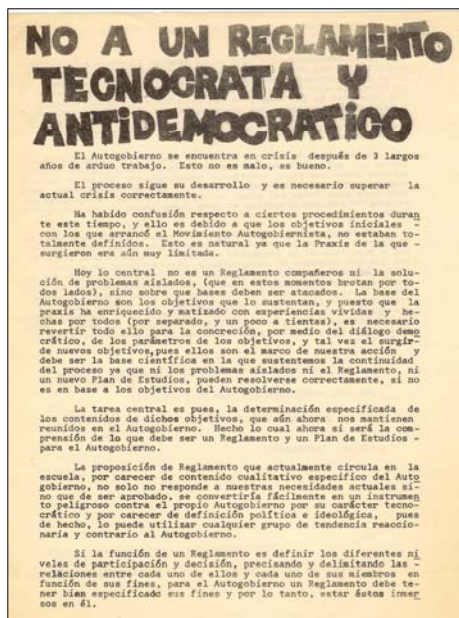 NO A UN REGLAMENTO
TECNOCRATA Y
ANTIDEMOCRATICO
El Autogobierno se encuentra en crisis después de 3 largos
años de arduo trabajo. Esto no es malo, es bueno.
El proceso sigue su desarrollo y es necesario superar la
actual crisis correctamente.
Ha habido confusión respecto a ciertos procedimientos duran
te este tiempo, y ello es debido a que los objetivos iniciales -
con los que arrancó el Movimiento Autogobiernista, no estaban to-
talmente definidos. Esto es natural ya que la Praxis de la que -
surgieron era aún muy limitada.
Hoy lo central no es un Reglamento compañeros ni la solu-
ción de problemas aislados, (que en estos momentos brotan por to-
dos lados), sino sobre que bases deben ser atacados. La base del
Autogobierno son los objetivos que lo sustentan, y puesto que la
praxis ha enriquecido y matizado con experiencias vividas y he-
chas por todos (por separado, y un poco a tientas), es necesario
revertir todo ello para la concreción, por medio del diálogo demo
crático, de los parámetros de los objetivos, y tal vez el surgir-
de nuevos objetivos, pues ellos son el marco de nuestra acción y
debe ser la base científica en la que sustentemos la continuidad
del proceso ya que ni los problemas aislados ni el Reglamento, ni
un nuevo Plan de Estudios, pueden resolverse correctamente, si no
es en base a los objetivos del Autogobierno.
La tarea central es pues, la determinación especificada de
los contenidos de dichos objetivos, que aún ahora nos mantienen
reunidos en el Autogobierno. Hecho lo cual ahora si será la com-
prensión de lo que debe ser un Reglamento y un Plan de Estudios -
para el Autogobierno.
La proposición de Reglamento que actualmente circula en la
escuela, por carecer de contenido cualitativo específico del Auto
gobierno, no solo no responde a nuestras necesidades actuales si-
no que de ser aprobado, se convertiría fácilmente en un instrumen
to peligroso contra el propio Autogobierno por su carácter tecno-
crático y por carecer de definición política e ideológica, pues
de hecho, lo puede utilizar cualquier grupo de tendencia reaccio-
naria y contrario al Autogobierno.
Si la función de un Reglamento es definir los diferentes ni
veles de participación y decisión, precisando y delimitando las -
relaciones entre cada uno de ellos y cada uno de sus miembros en
función de sus fines, para el Autogobierno un Reglamento debe te-
ner bien especificado sus fines y por lo tanto, estar éstos inmer
sos en él.